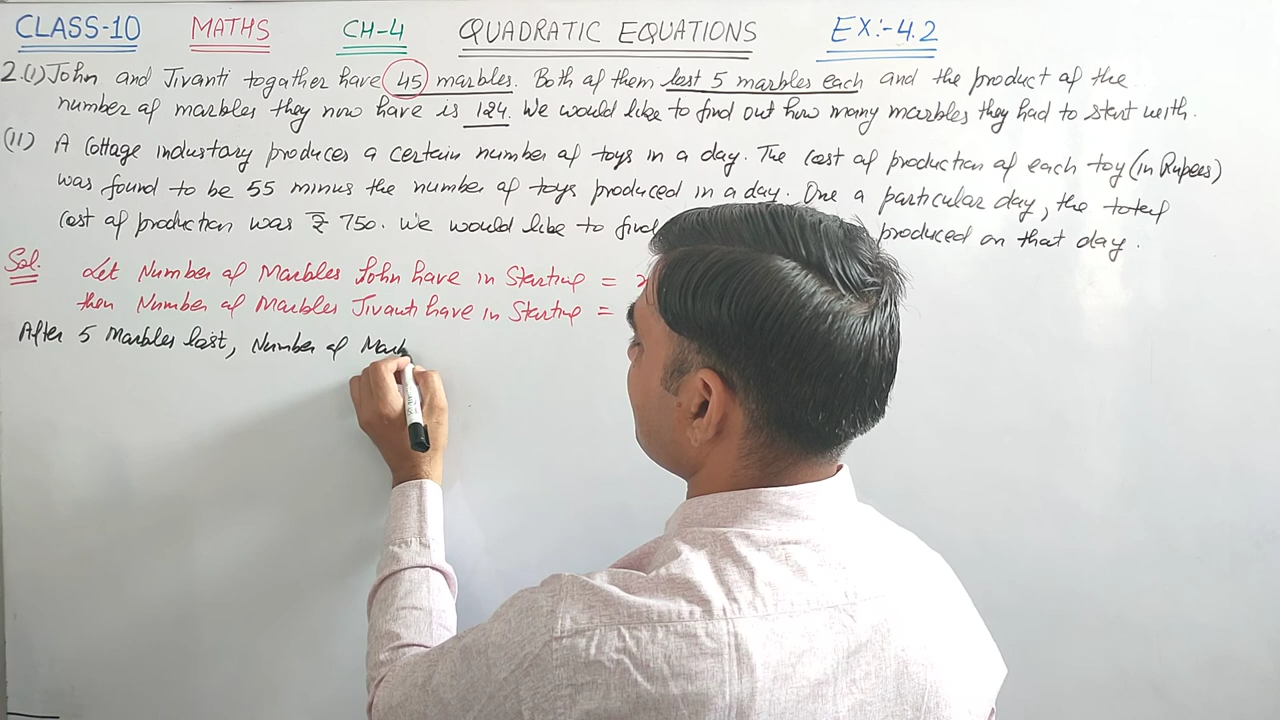 CLASS-10 MATHS CH-4 QUADRATIC EQUATIONS EX:-4.2
2.(i) John and Jivanti togather have 45 marbles. Both of them lost 5 marbles each and the product of the
number of marbles they now have is 124. We would like to find out how many marbles they had to start with.
(II) A Cottage industary produces a certain number of toys in a day. The cost of production of each toy (in Rupees)
was found to be 55 minus the number of toys produced in a day. One a particular day, the total
cost of production was ₹ 750. We would like to find produced on that day.
Sol. Let Number of Marbles John have in Starting =
then Number of Marbles Jivanti have in Starting =
After 5 Marbles lost, Number of Marb